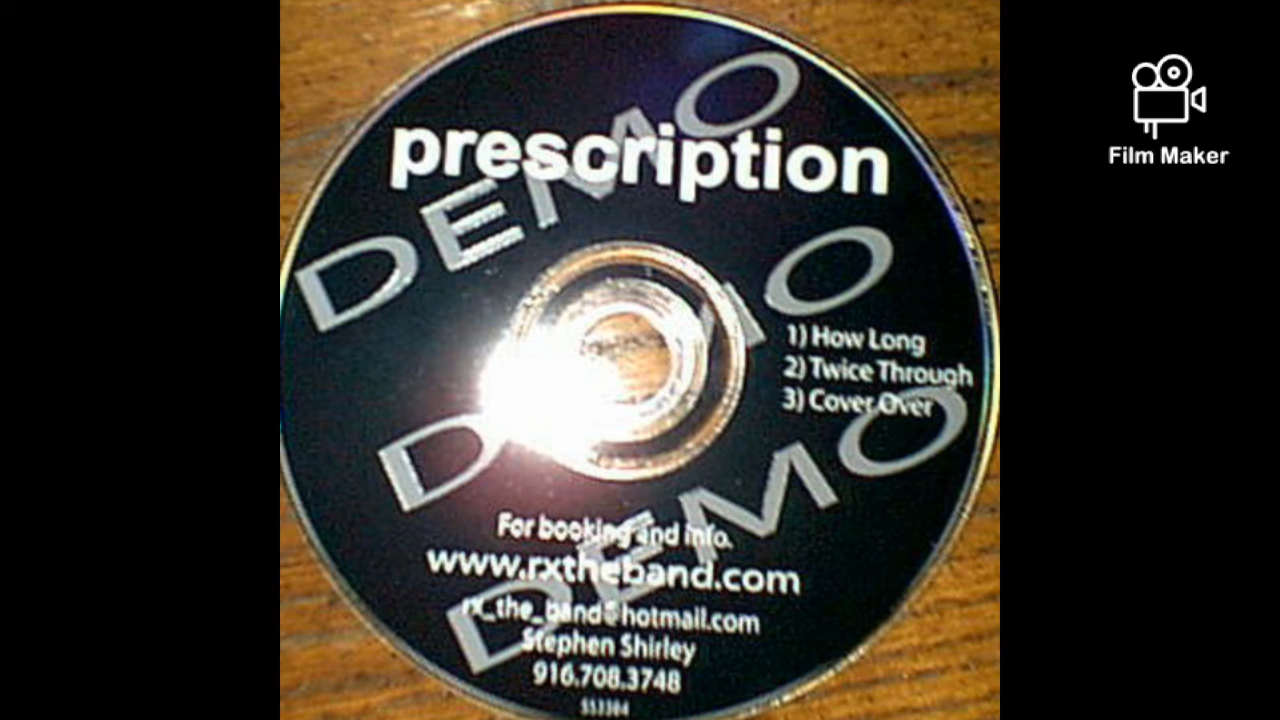 Film Maker
DEMO
prescription
DEMO
1) How Long
2) Twice Through
3) Cover Over
DEMO
For booking and info.
www.rxtheband.com
rx_the_band@hotmail.com
Stephen Shirley
916.708.3748